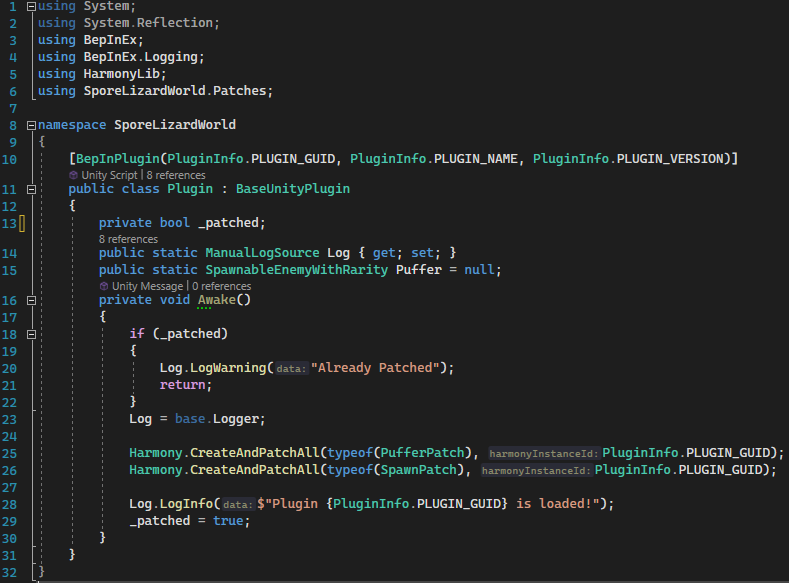 1 using System;
2 using System.Reflection;
3 using BepInEx;
4 using BepInEx.Logging;
5 using HarmonyLib;
6 using SporeLizardWorld.Patches;
7
8 namespace SporeLizardWorld
9 {
10 [BepInPlugin(PluginInfo.PLUGIN_GUID, PluginInfo.PLUGIN_NAME, PluginInfo.PLUGIN_VERSION)]
Unity Script | 8 references
11 public class Plugin : BaseUnityPlugin
12 {
13 private bool _patched;
8 references
14 public static ManualLogSource Log { get; set; }
15 public static SpawnableEnemyWithRarity Puffer = null;
Unity Message | 0 references
16 private void Awake()
17 {
18 if (_patched)
19 {
20 Log.LogWarning(data: "Already Patched");
21 return;
22 }
23 Log = base.Logger;
24
25 Harmony.CreateAndPatchAll(typeof(PufferPatch), harmonyInstanceId: PluginInfo.PLUGIN_GUID);
26 Harmony.CreateAndPatchAll(typeof(SpawnPatch), harmonyInstanceId: PluginInfo.PLUGIN_GUID);
27
28 Log.LogInfo(data: $"Plugin {PluginInfo.PLUGIN_GUID} is loaded!");
29 _patched = true;
30 }
31 }
32 }